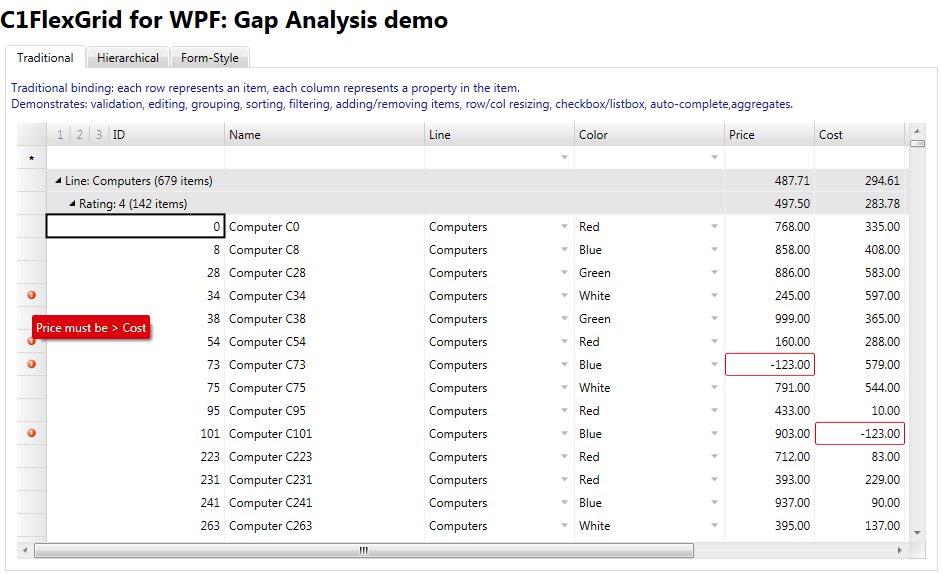 C1FlexGrid for WPF: Gap Analysis demo
Traditional Hierarchical Form-Style
Traditional binding: each row represents an item, each column represents a property in the item.
Demonstrates: validation, editing, grouping, sorting, filtering, adding/removing items, row/col resizing, checkbox/listbox, auto-complete,aggregates.
1 2 3 ID Name Line Color Price Cost
*
Line: Computers (679 items) 487.71 294.61
Rating: 4 (142 items) 497.50 283.78
0 Computer C0 Computers Red 768.00 335.00
8 Computer C8 Computers Blue 858.00 408.00
28 Computer C28 Computers Green 886.00 583.00
34 Computer C34 Computers White 245.00 597.00
38 Computer C38 Computers Green 999.00 365.00
Price must be > Cost
54 Computer C54 Computers Red 160.00 288.00
73 Computer C73 Computers Blue -123.00 579.00
75 Computer C75 Computers White 791.00 544.00
95 Computer C95 Computers Red 433.00 10.00
101 Computer C101 Computers Blue 903.00 -123.00
223 Computer C223 Computers Red 712.00 83.00
231 Computer C231 Computers Red 393.00 229.00
241 Computer C241 Computers Blue 937.00 90.00
263 Computer C263 Computers White 395.00 137.00